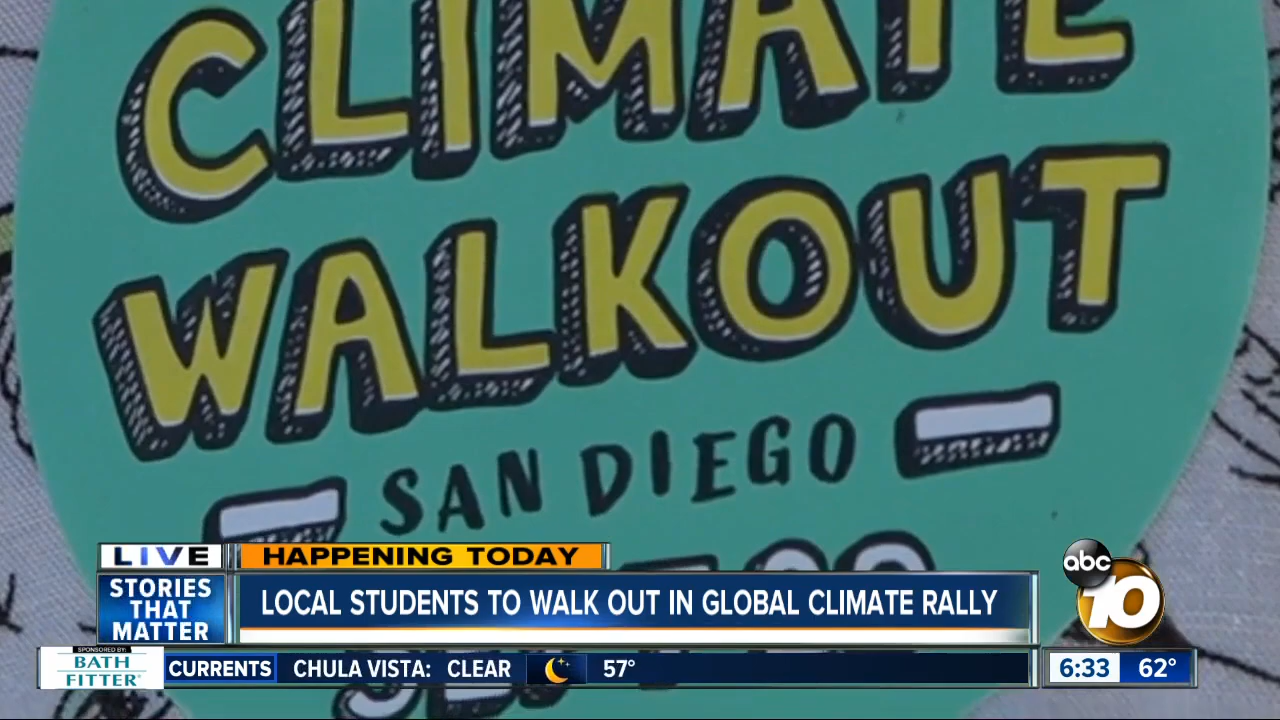 CLIMATE
WALKOUT
SAN DIEGO
LIVE
HAPPENING TODAY
STORIES
THAT
MATTER
LOCAL STUDENTS TO WALK OUT IN GLOBAL CLIMATE RALLY
abc
10
SPONSORED BY:
BATH
FITTER
CURRENTS
CHULA VISTA: CLEAR
57°
6:33
62°